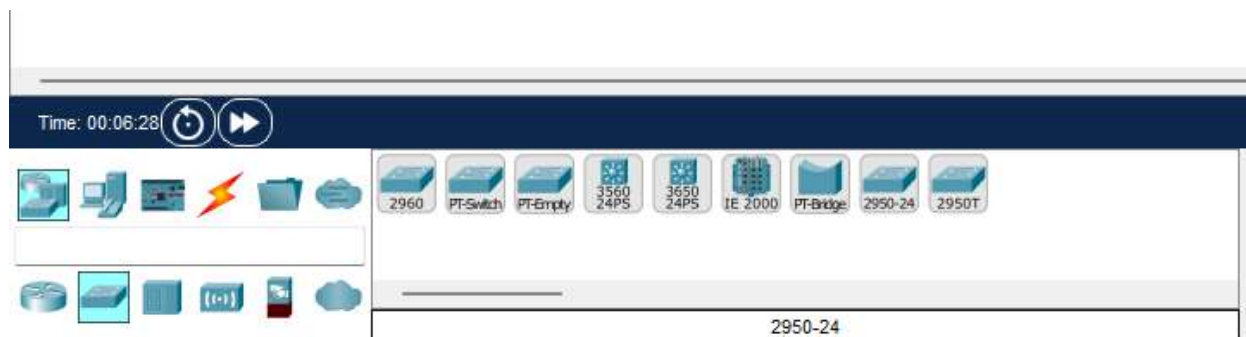 Time: 00:06:28
2960
PT-Switch
PT-Empty
3560
24PS
3650
24PS
IE 2000
PT-Bridge
2950-24
2950T
2950-24